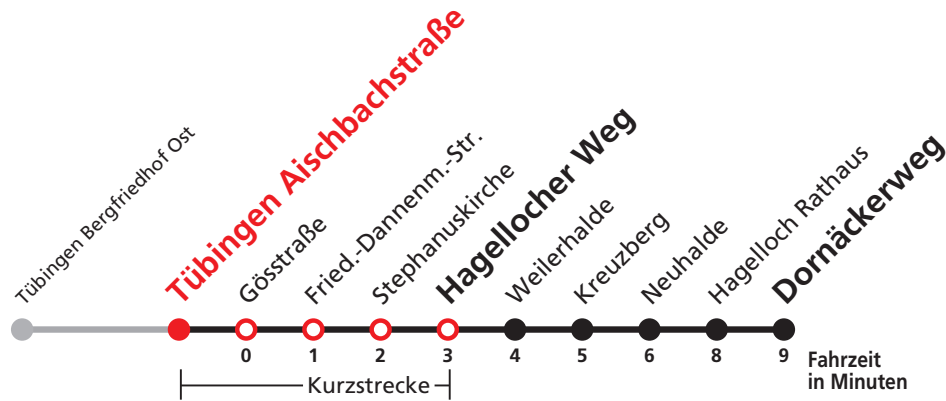 Tübingen Bergfriedhof Ost
Tübingen Aischbachstraße
Gösstraße
Fried.-Dannenm.-Str.
Stephanuskirche
Hagellocher Weg
Weilerhalde
Kreuzberg
Neuhalde
Hagelloch Rathaus
Dornäckerweg
0 1 2 3 4 5 6 8 9
Fahrzeit
in Minuten
Kurzstrecke